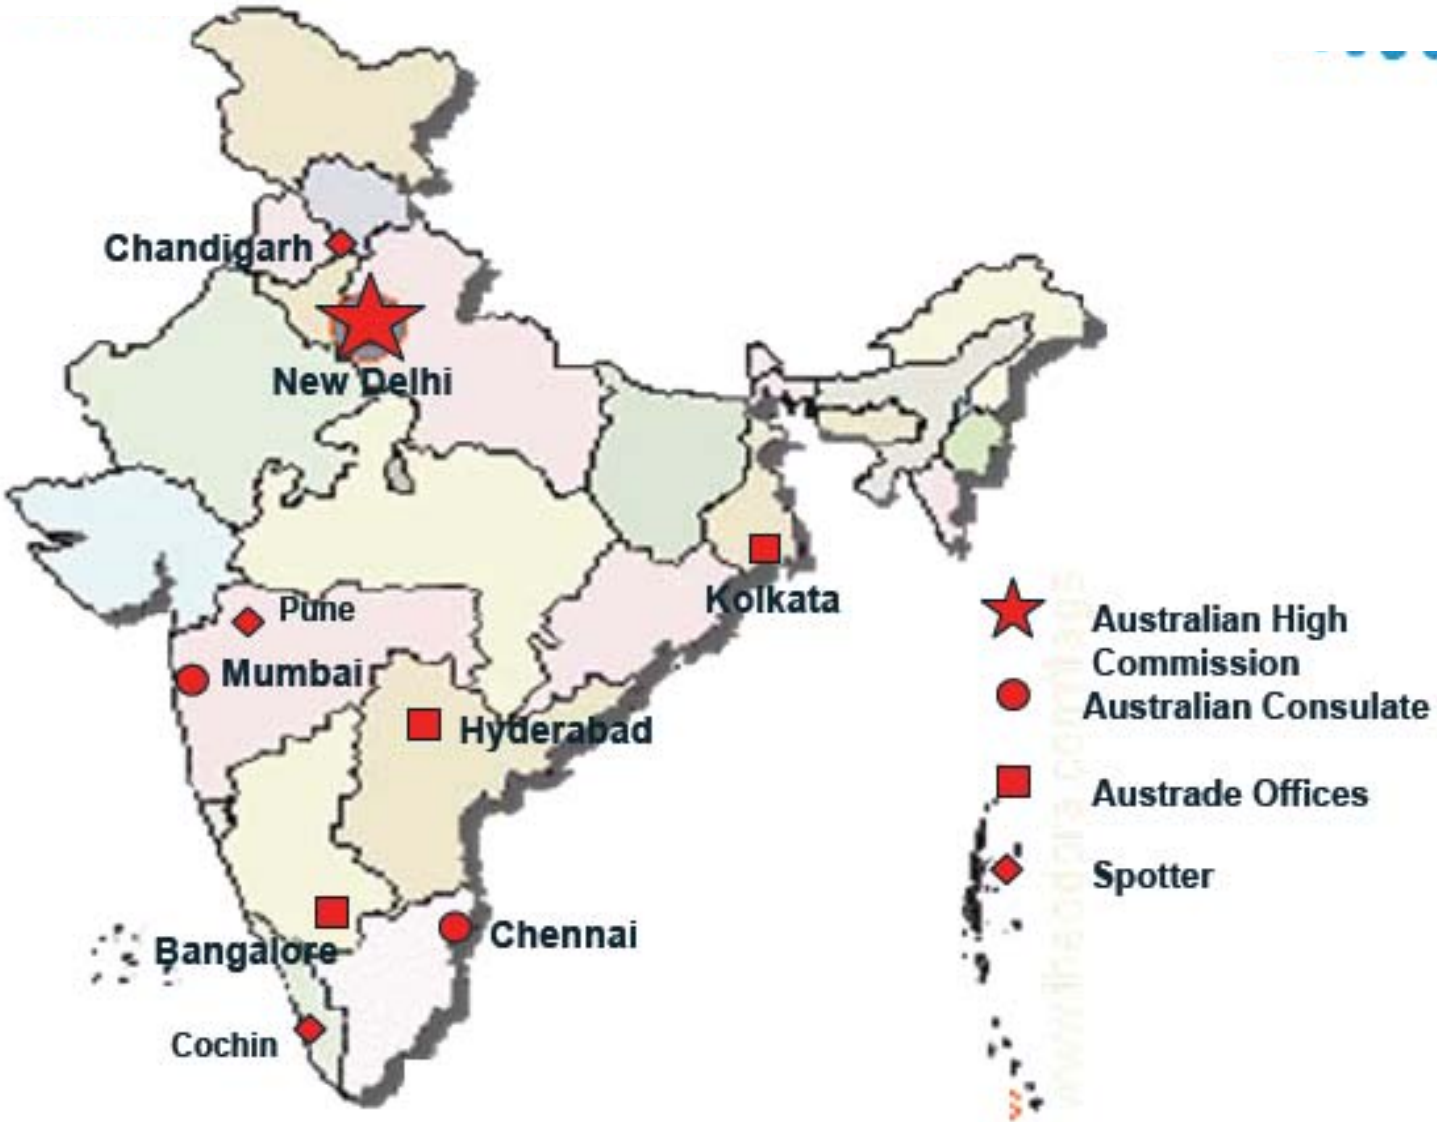 Chandigarh
New Delhi
Kolkata
Pune
Mumbai
Hyderabad
Bangalore
Chennai
Cochin
Australian High
Commission
Australian Consulate
Austrade Offices
Spotter